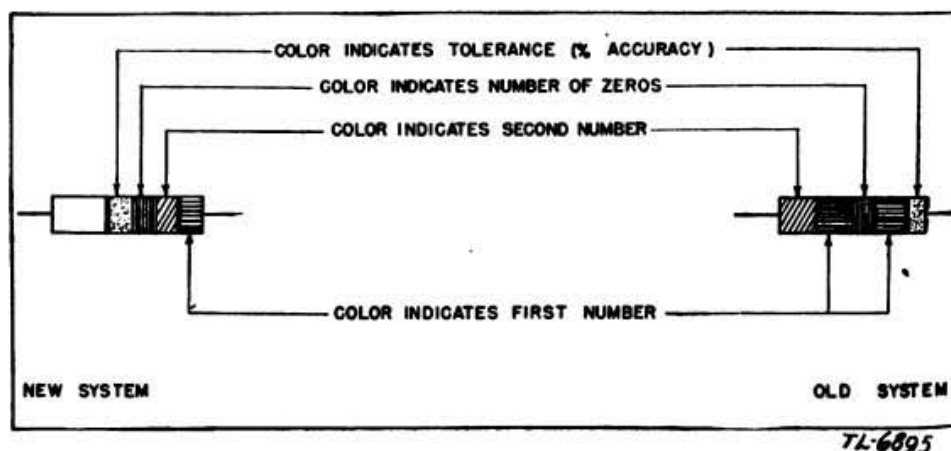 COLOR INDICATES TOLERANCE (% ACCURACY)
COLOR INDICATES NUMBER OF ZEROS
COLOR INDICATES SECOND NUMBER
COLOR INDICATES FIRST NUMBER
NEW SYSTEM
OLD SYSTEM
TL-6895